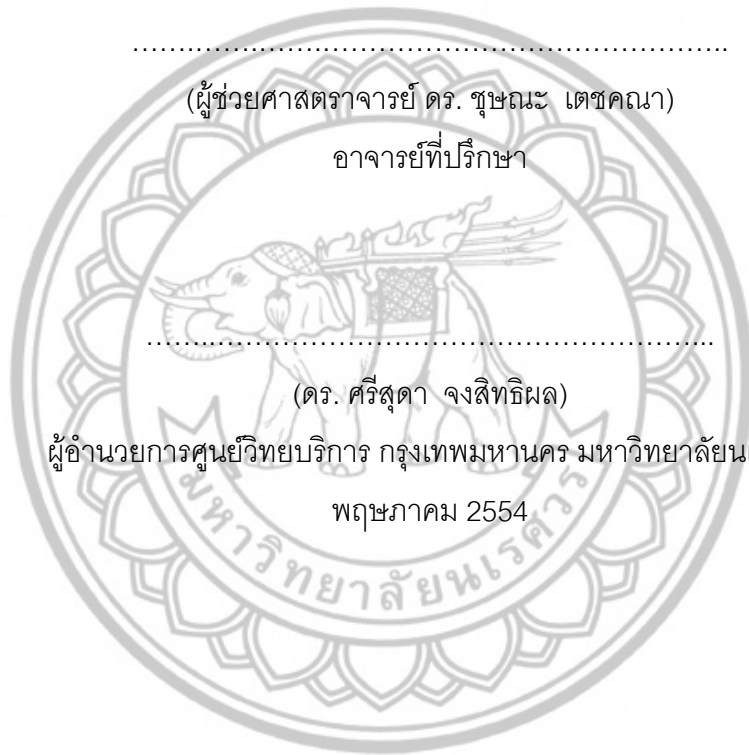 ……………………………………………………………..
(ผู้ช่วยศาสตราจารย์ ดร. ชุษณะ เตชคณา)
อาจารย์ที่ปรึกษา
……………………………………………………………..
(ดร. ศรีสุดา จงสิทธิผล)
ผู้อำนวยการศูนย์วิทยบริการ กรุงเทพมหานคร มหาวิทยาลัย
พฤษภาคม 2554
มหาวิทยาลัยนเรศวร